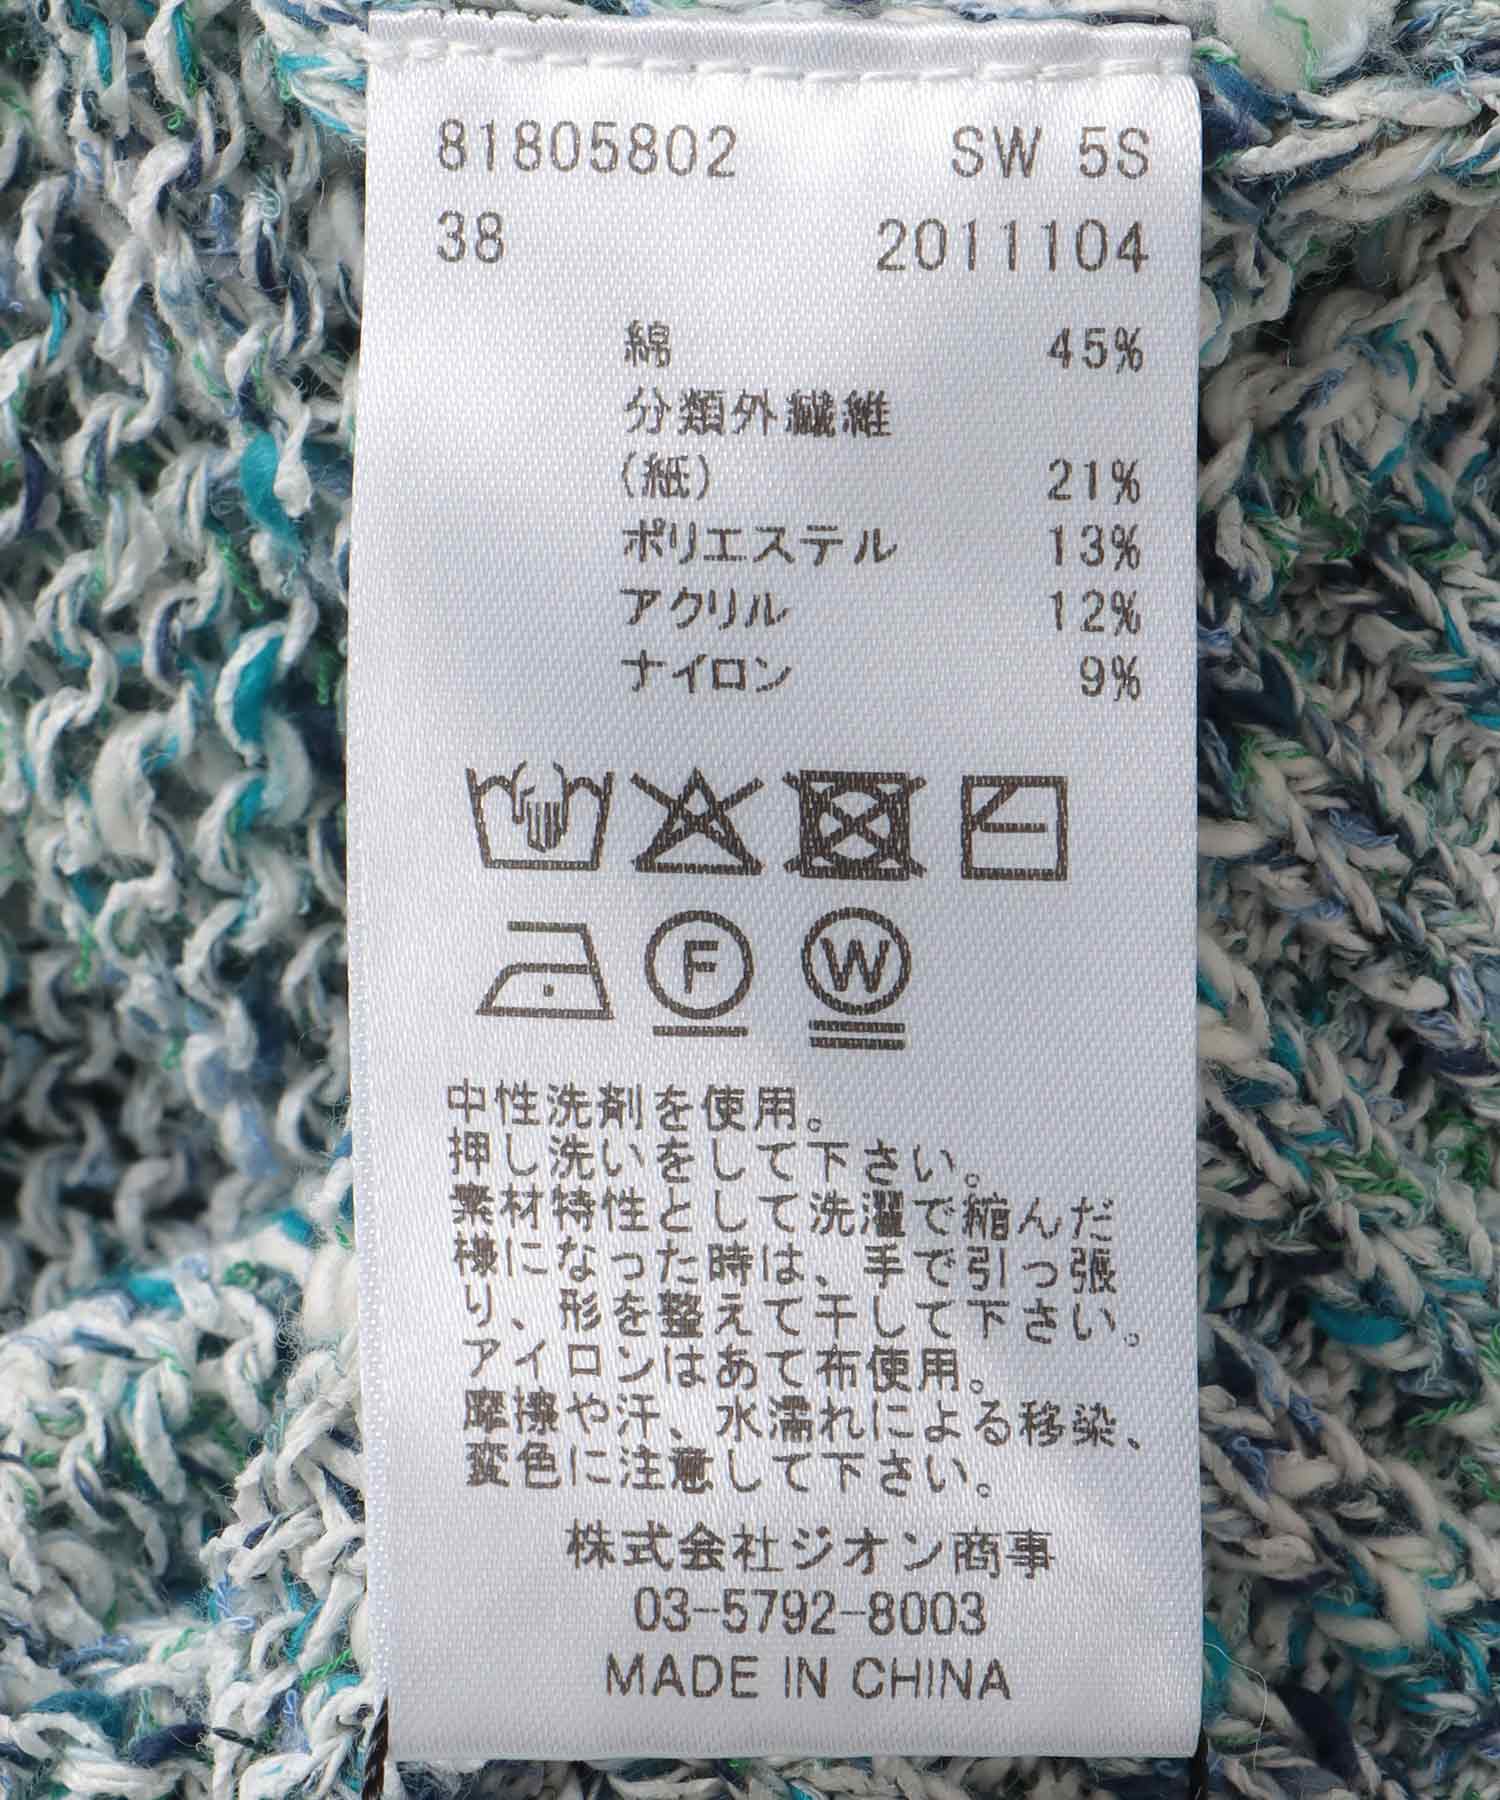 81805802 SW 5S
38 2011104
綿 45%
分類外繊維
(紙) 21%
ポリエステル 13%
アクリル 12%
ナイロン 9%
F W
中性洗剤を使用。
押し洗いをして下さい。
素材特性として洗濯で縮んだ
様になった時は、手で引っ張
り、形を整えて干して下さい。
アイロンはあて布使用。
摩擦や汗、水濡れによる移染、
変色に注意して下さい。
株式会社ジオン商事
03-5792-8003
MADE IN CHINA